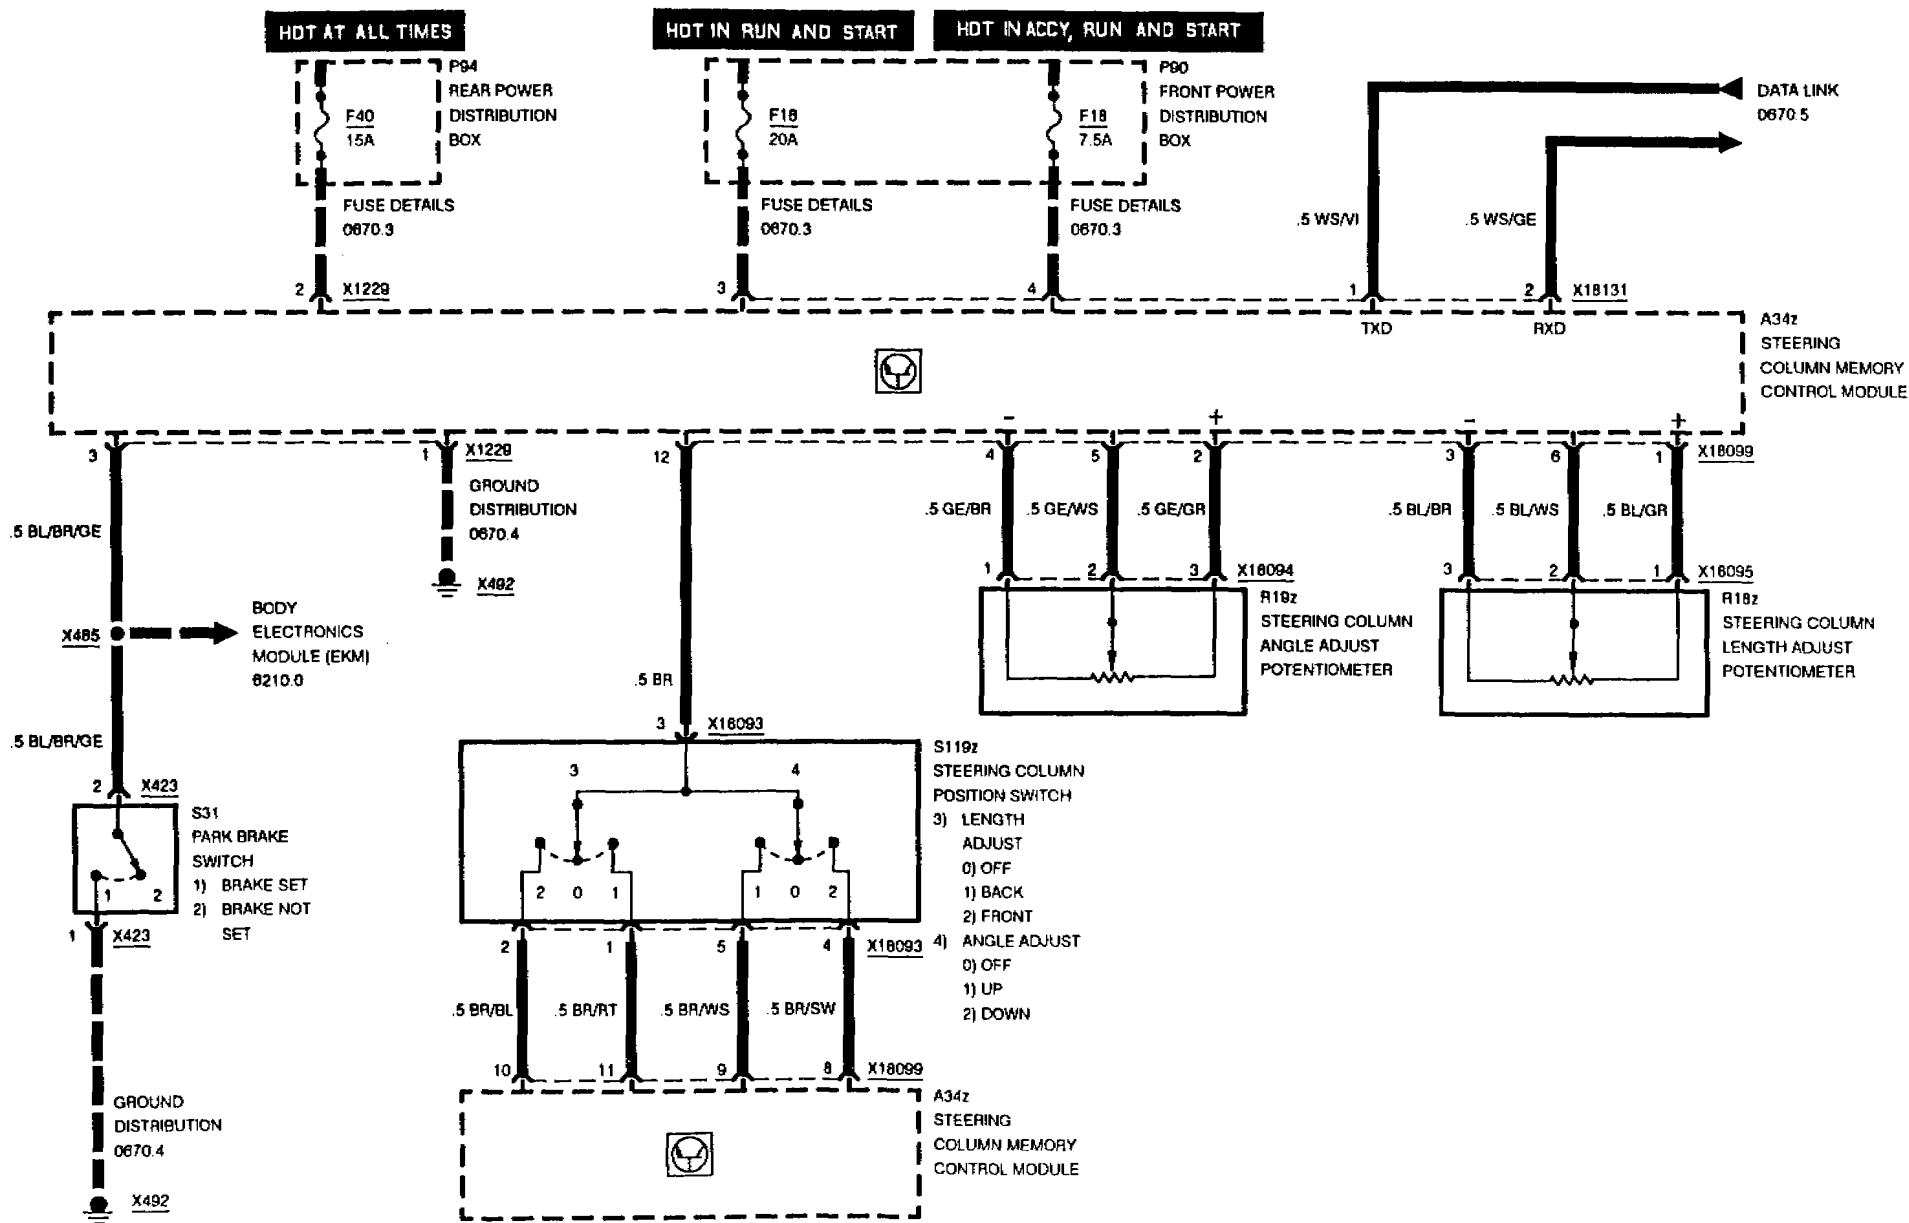 HOT AT ALL TIMES
HOT IN RUN AND START
HOT IN ACCY, RUN AND START
P94
REAR POWER
DISTRIBUTION
BOX
F40
15A
F18
20A
F18
7.5A
P90
FRONT POWER
DISTRIBUTION
BOX
DATA LINK
0670.5
FUSE DETAILS
0670.3
FUSE DETAILS
0670.3
FUSE DETAILS
0670.3
.5 WS/VI
.5 WS/GE
2 X1229
3
4
1
2 X18131
TXD
RXD
A34z
STEERING
COLUMN MEMORY
CONTROL MODULE
- + - +
3
1 X1229
12
4
5
2
3
6
1 X18099
GROUND
DISTRIBUTION
0670.4
X492
.5 BL/BR/GE
.5 GE/BR
.5 GE/WS
.5 GE/GR
.5 BL/BR
.5 BL/WS
.5 BL/GR
1
2
3 X16094
3
2
1 X16095
R19z
STEERING COLUMN
ANGLE ADJUST
POTENTIOMETER
R18z
STEERING COLUMN
LENGTH ADJUST
POTENTIOMETER
X485
BODY
ELECTRONICS
MODULE (EKM)
6210.0
.5 BR
.5 BL/BR/GE
3 X16093
2 X423
S31
PARK BRAKE
SWITCH
1) BRAKE SET
2) BRAKE NOT
SET
1 2
1 X423
3
4
2 0 1
1 0 2
S119z
STEERING COLUMN
POSITION SWITCH
3) LENGTH
ADJUST
0) OFF
1) BACK
2) FRONT
4) ANGLE ADJUST
0) OFF
1) UP
2) DOWN
2
1
5
4 X18093
.5 BR/BL
.5 BR/RT
.5 BR/WS
.5 BR/SW
10
11
9
8 X18099
A34z
STEERING
COLUMN MEMORY
CONTROL MODULE
GROUND
DISTRIBUTION
0670.4
X492